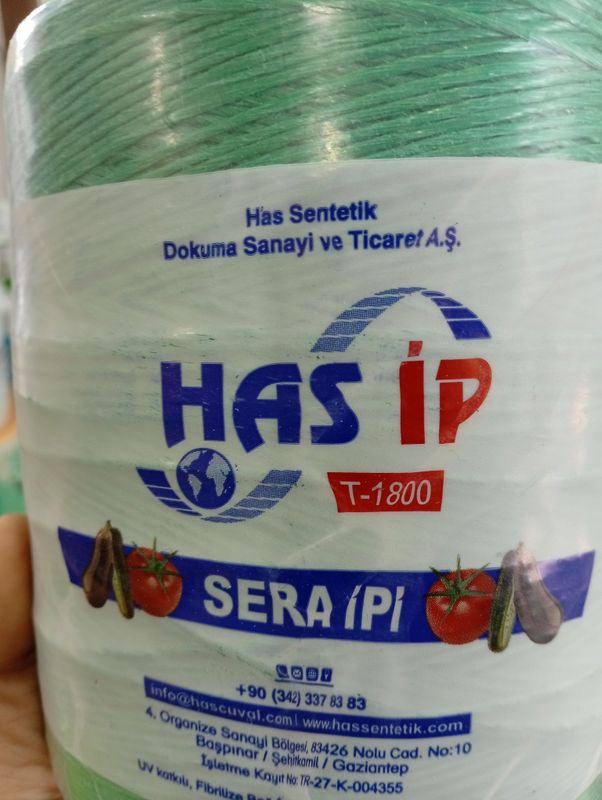 Has Sentetik
Dokuma Sanayi ve Ticaret A.Ş.
HAS İP
T-1800
SERA İPİ
+90 (342) 337 83 83
info@hascuval.com | www.hassentetik.com
4. Organize Sanayi Bölgesi, 83426 Nolu Cad. No:10
Başpınar / Şehitkamil / Gaziantep
İşletme Kayıt No: TR-27-K-004355
UV katkılı, Fibrilize